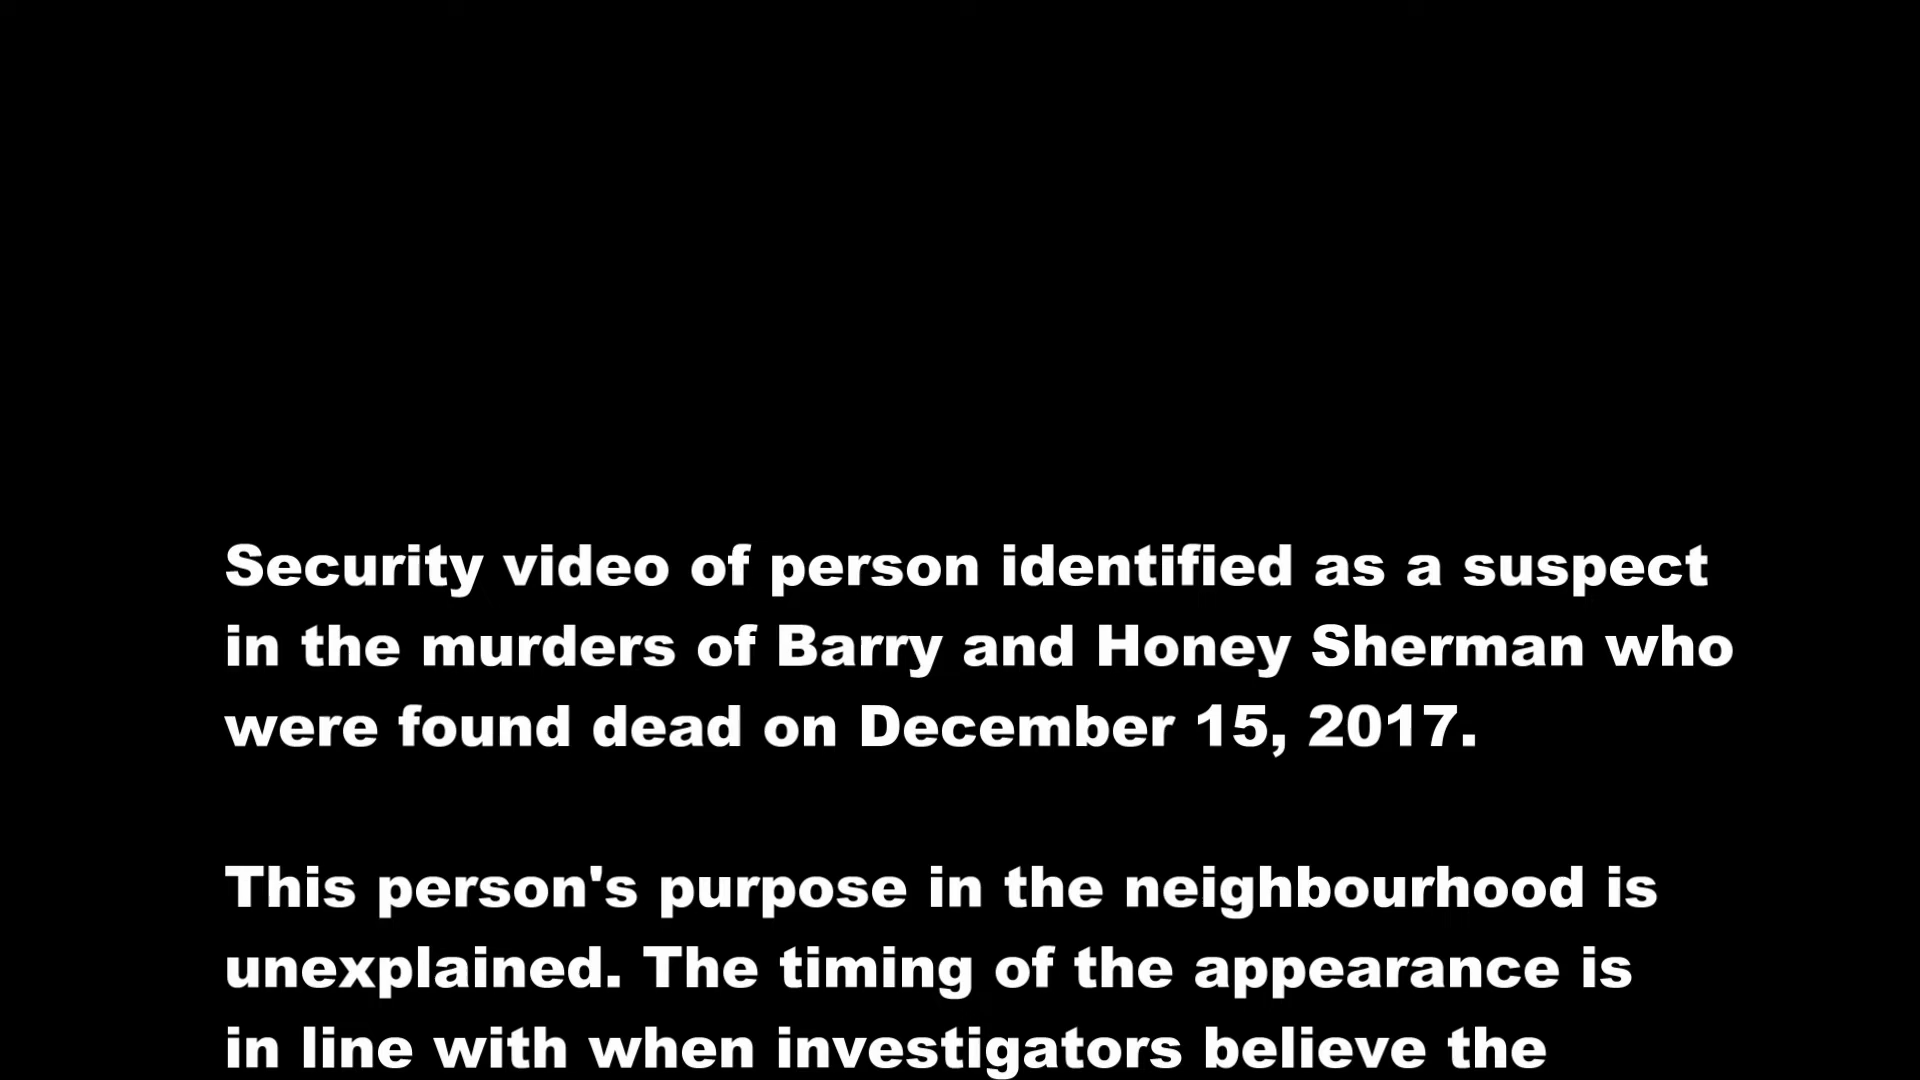 Security video of person identified as a suspect
in the murders of Barry and Honey Sherman who
were found dead on December 15, 2017.
This person's purpose in the neighbourhood is
unexplained. The timing of the appearance is
in line with when investigators believe the